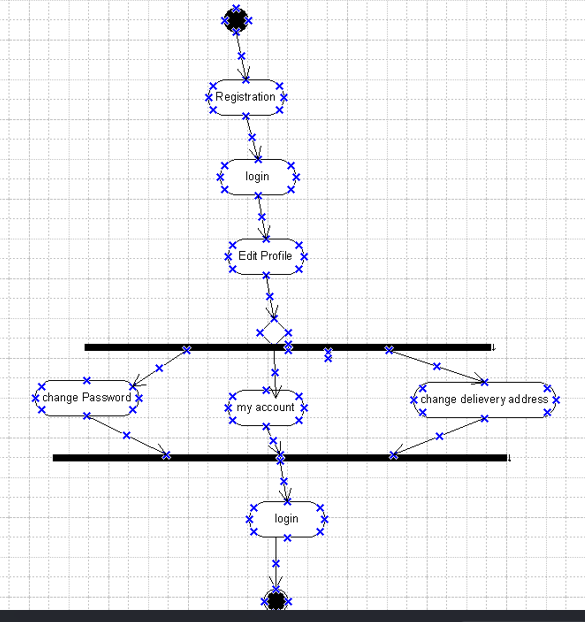 Registration
login
Edit Profile
change Password
my account
change delievery address
login